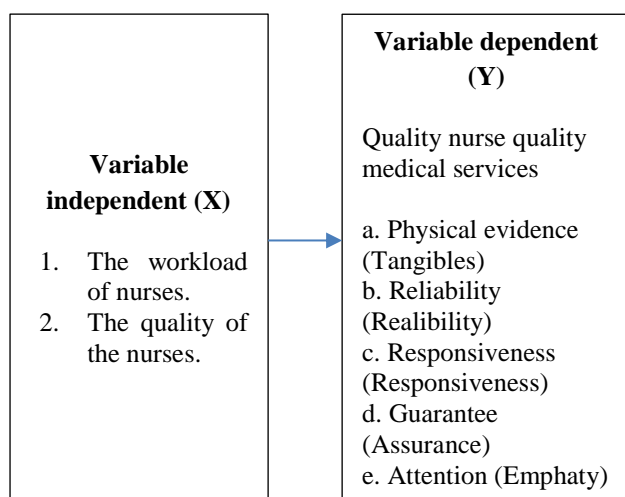 Variable
independent (X)
1. The workload
of nurses.
2. The quality of
the nurses.
Variable dependent
(Y)
Quality nurse quality
medical services
a. Physical evidence
(Tangibles)
b. Reliability
(Realibility)
c. Responsiveness
(Responsiveness)
d. Guarantee
(Assurance)
e. Attention (Emphaty)